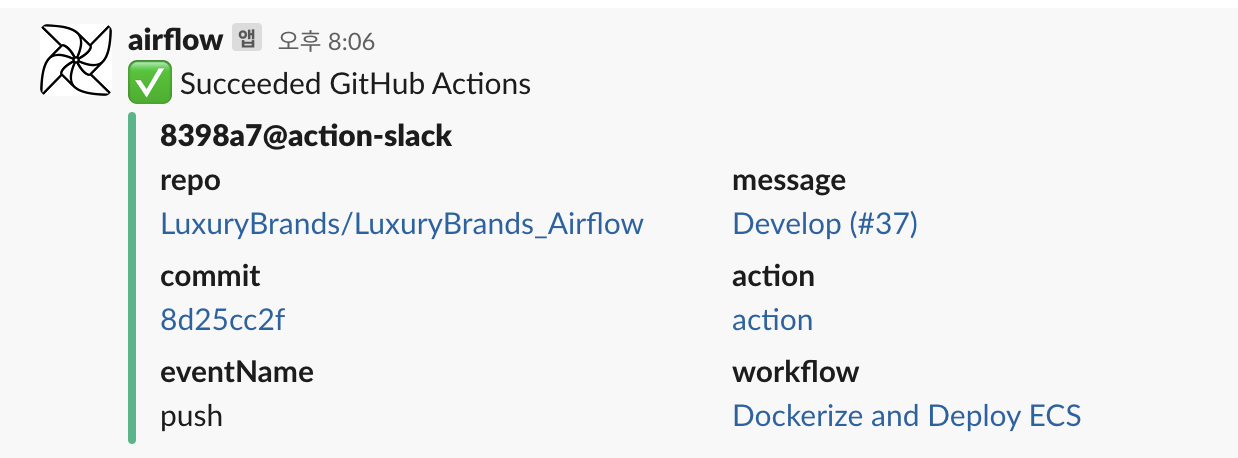 airflow 앱 오후 8:06
Succeeded GitHub Actions
8398a7@action-slack
repo message
LuxuryBrands/LuxuryBrands_Airflow Develop (#37)
commit action
8d25cc2f action
eventName workflow
push Dockerize and Deploy ECS